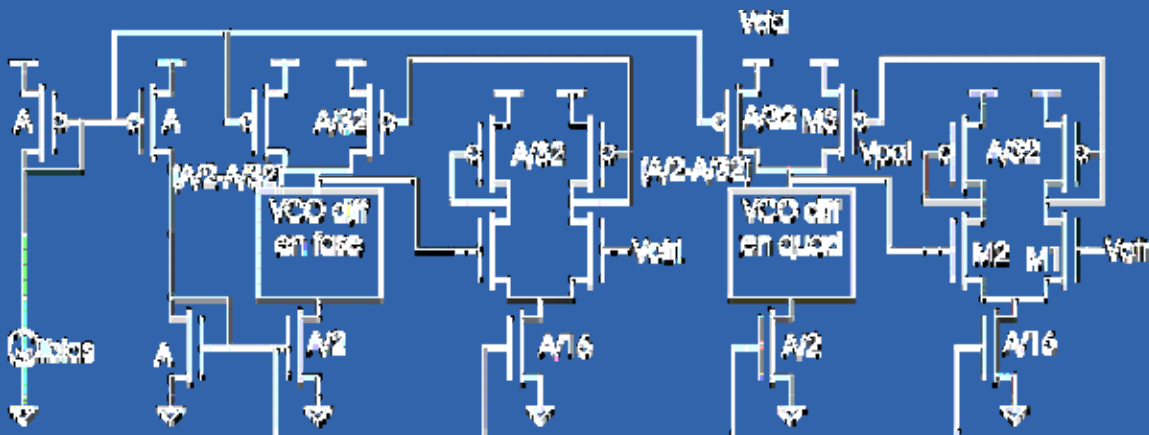 Vdd
A
A
A/32
A/32
A/32
M3
A/32
[A/2-A/32]
[A/2-A/32]
Vpol
VCO diff
en fase
VCO diff
en quad
Vctrl
M2
M1
Vctrl
Ibias
A
A/2
A/16
A/2
A/16